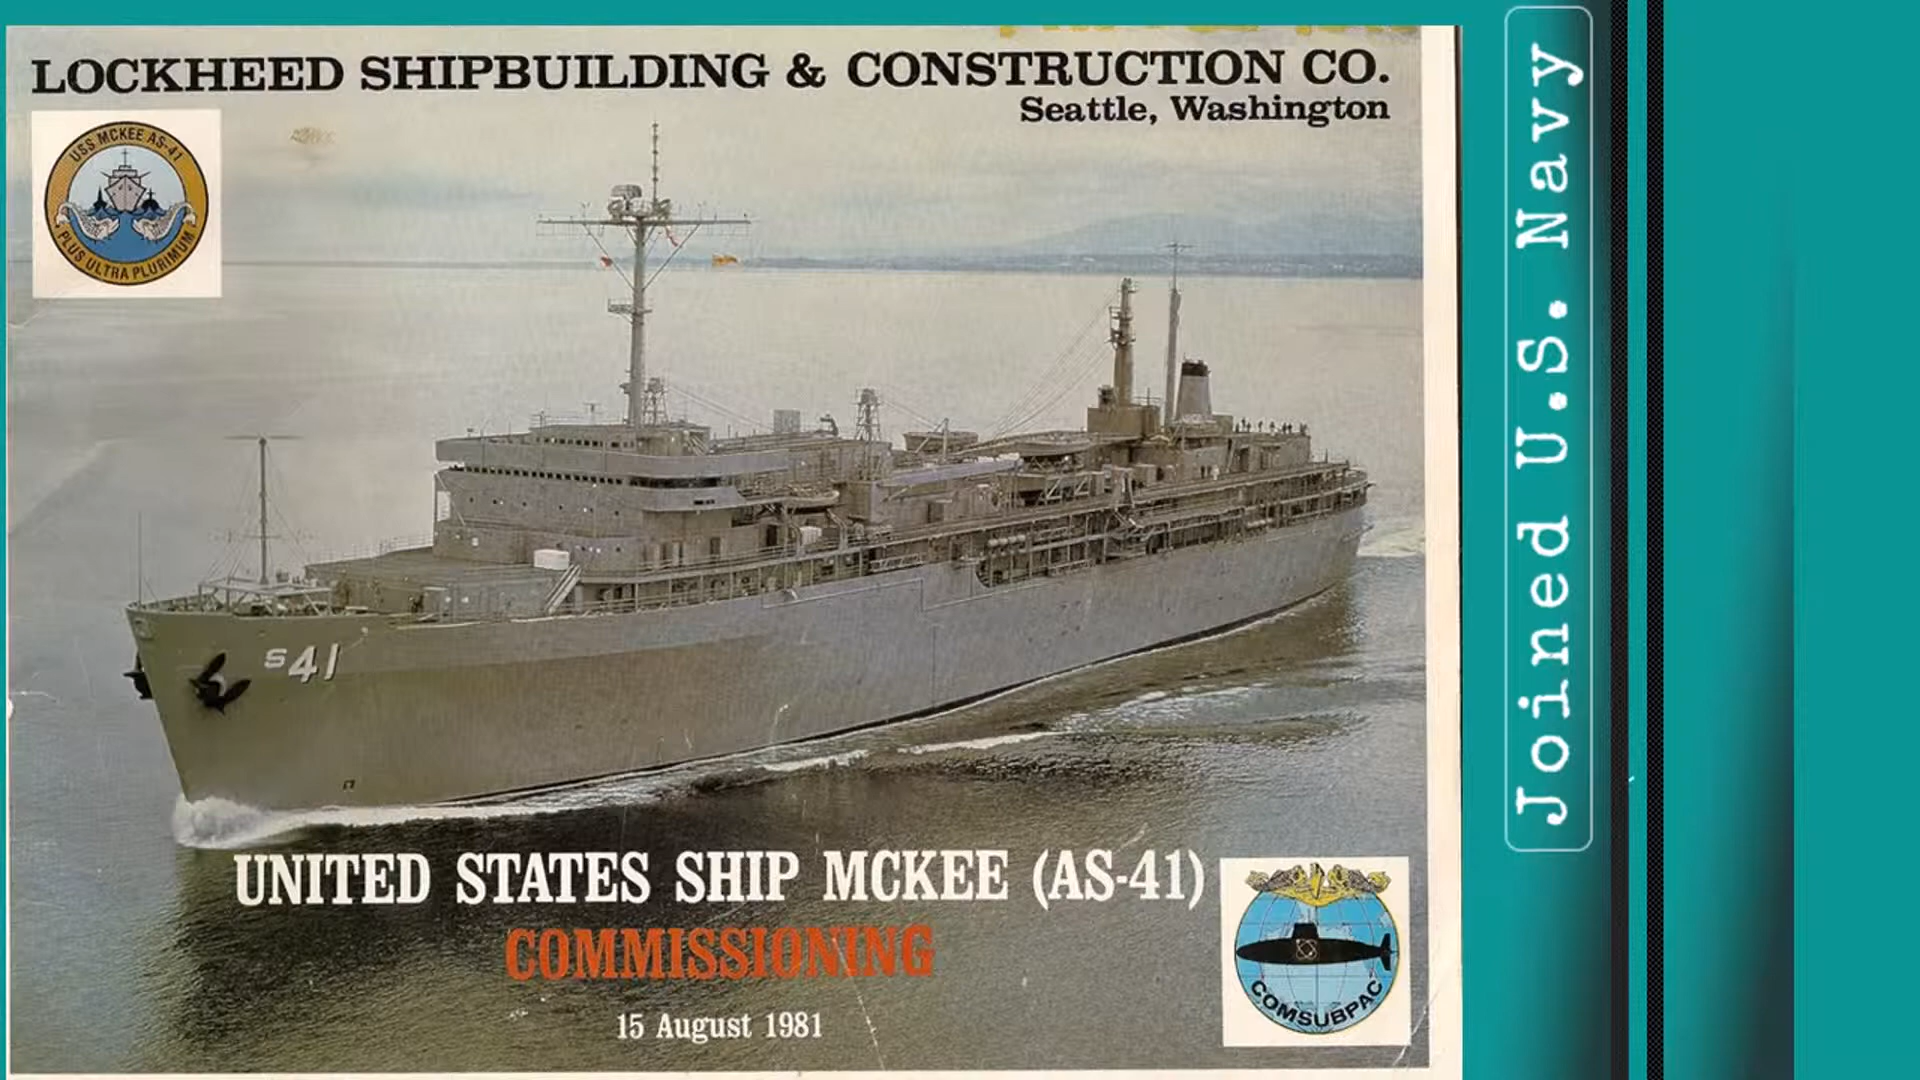 LOCKHEED SHIPBUILDING & CONSTRUCTION CO.
Seattle, Washington
USS MCKEE AS-41
PLUS ULTRA PLURIMUM
S41
UNITED STATES SHIP MCKEE (AS-41)
COMMISSIONING
15 August 1981
COMSUBPAC
Joined U.S. Navy